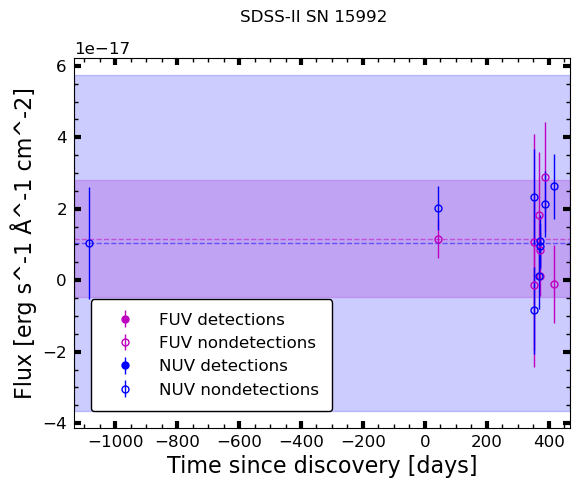 SDSS-II SN 15992
1e−17
6
4
2
0
−2
−4
Flux [erg s^-1 Å^-1 cm^-2]
FUV detections
FUV nondetections
NUV detections
NUV nondetections
−1000 −800 −600 −400 −200 0 200 400
Time since discovery [days]